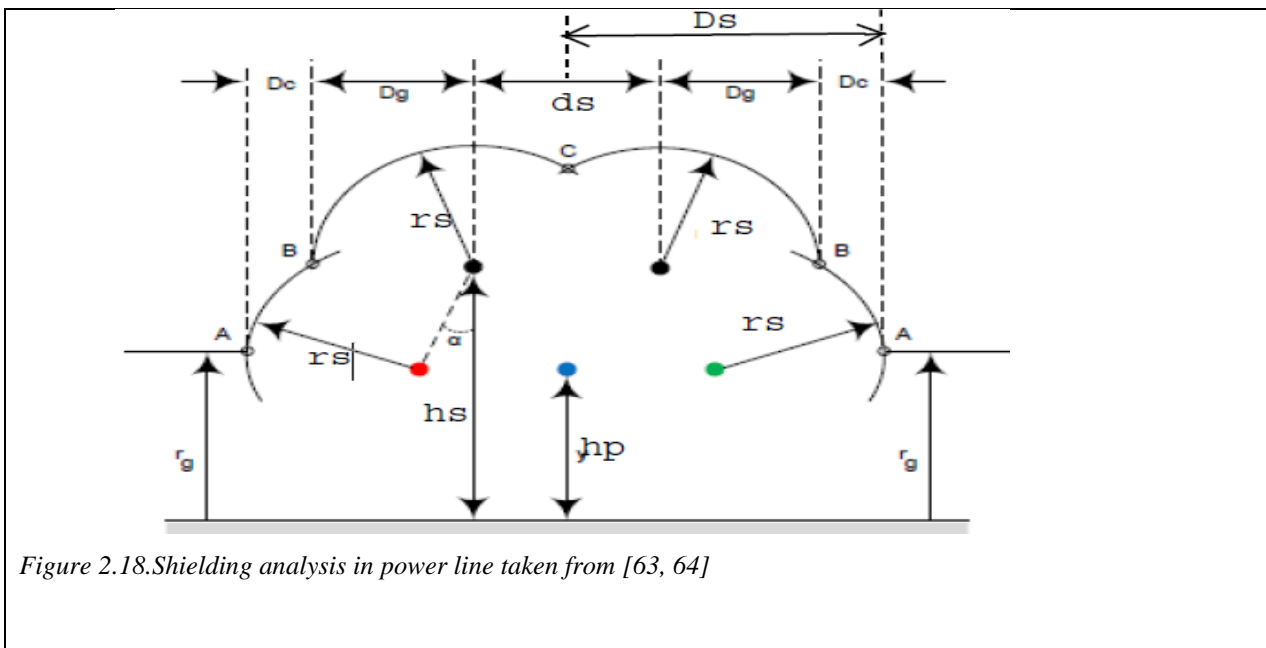 Ds
Dc Dg ds Dg Dc
C
rs rs
B B
rs
A α A
rs
hs
rg hp rg
Figure 2.18.Shielding analysis in power line taken from [63, 64]